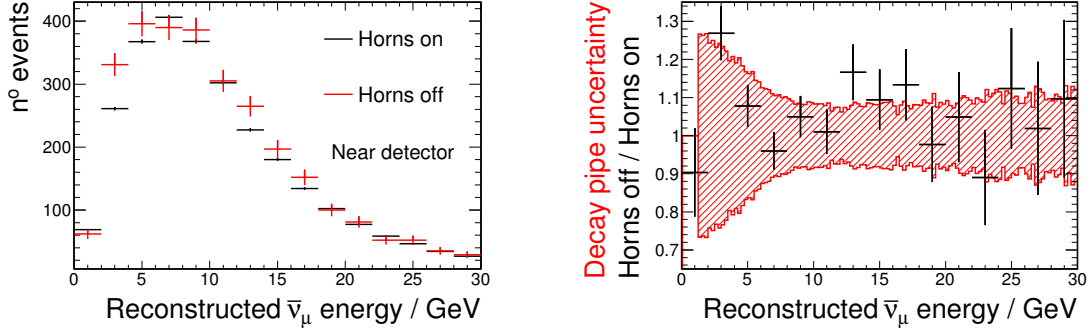 nº events
400
300
200
100
Horns on
Horns off
Near detector
0 5 10 15 20 25 30
Reconstructed ν̅μ energy / GeV
Decay pipe uncertainty
Horns off / Horns on
1.3
1.2
1.1
1
0.9
0.8
0.7
0 5 10 15 20 25 30
Reconstructed ν̅μ energy / GeV